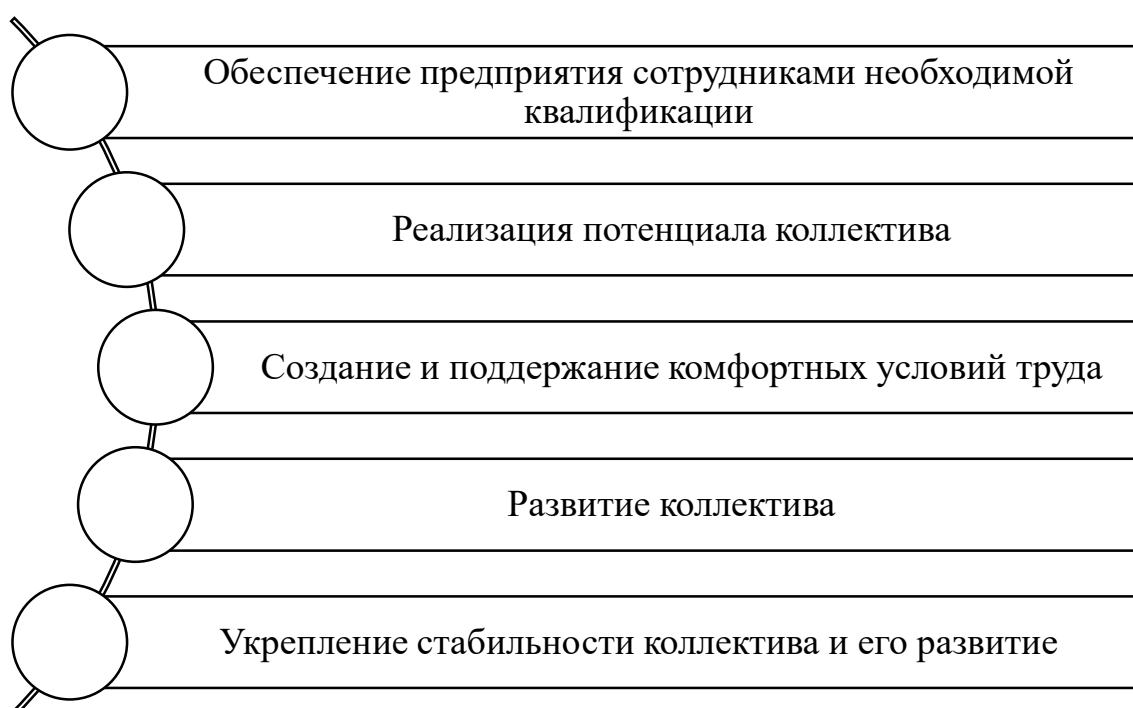 Обеспечение предприятия сотрудниками необходимой
квалификации
Реализация потенциала коллектива
Создание и поддержание комфортных условий труда
Развитие коллектива
Укрепление стабильности коллектива и его развитие